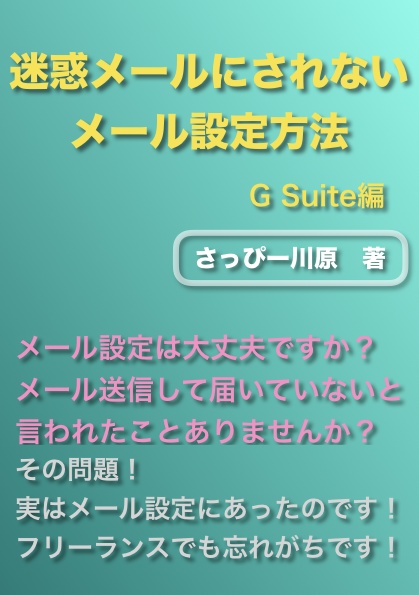 迷惑メールにされない
メール設定方法
G Suite編
さっぴー川原　著
メール設定は大丈夫ですか？
メール送信して届いていないと
言われたことありませんか？
その問題！
実はメール設定にあったのです！
フリーランスでも忘れがちです！